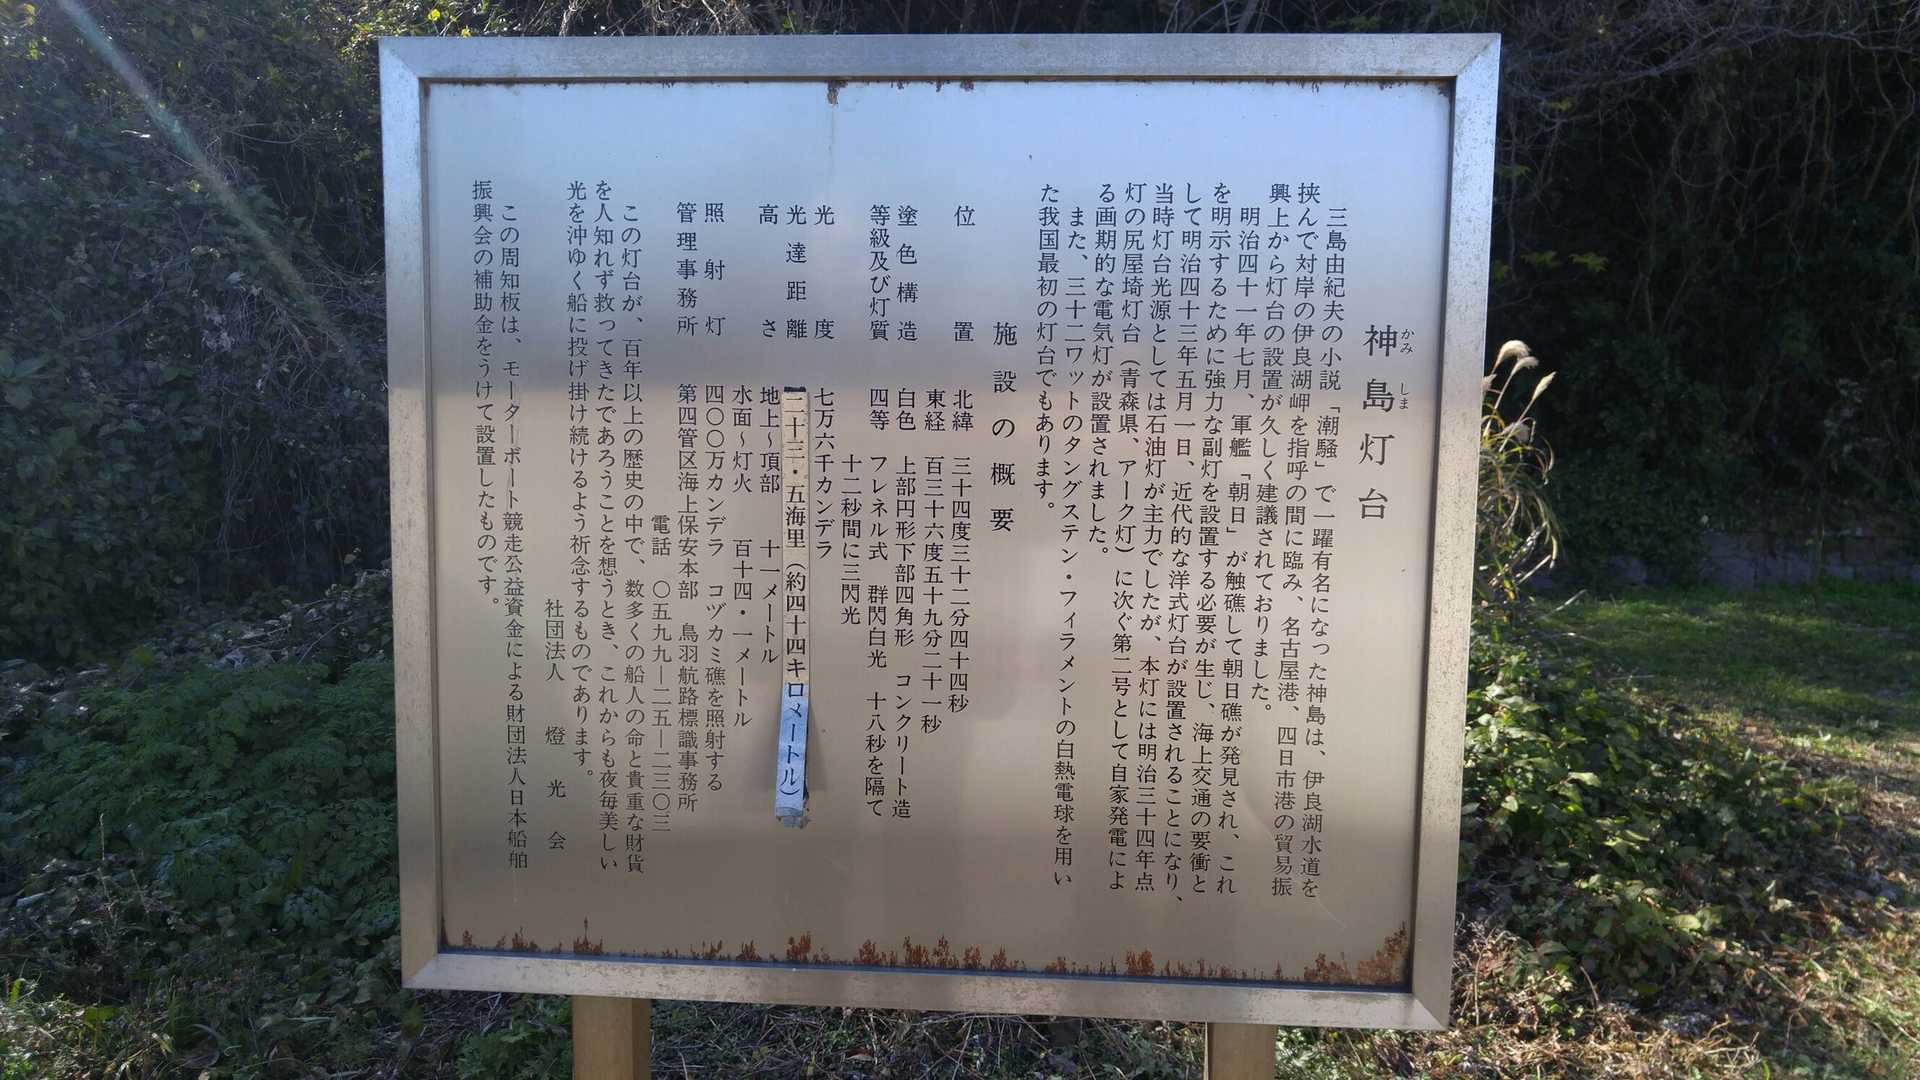 神島灯台
かみ しま
三島由紀夫の小説「潮騒」で一躍有名になった神島は、伊良湖水道を
挟んで対岸の伊良湖岬を指呼の間に臨み、名古屋港、四日市港の貿易振
興上から灯台の設置が久しく建議されておりました。
明治四十一年七月、軍艦「朝日」が触礁して朝日礁が発見され、これ
を明示するために強力な副灯を設置する必要が生じ、海上交通の要衝と
して明治四十三年五月一日、近代的な洋式灯台が設置されることになり、
当時灯台光源としては石油灯が主力でしたが、本灯には明治三十四年点
灯の尻屋埼灯台（青森県、アーク灯）に次ぐ第二号として自家発電によ
る画期的な電気灯が設置されました。
また、三十二ワットのタングステン・フィラメントの白熱電球を用い
た我国最初の灯台でもあります。
施設の概要
位置 北緯 三十四度三十二分四十四秒
東経 百三十六度五十九分二十一秒
塗色構造 白色 上部円形下部四角形 コンクリート造
等級及び灯質 四等 フレネル式 群閃白光 十八秒を隔て
十二秒間に三閃光
光度 七万六千カンデラ
光達距離 二十三・五海里（約四十四キロメートル）
高さ 地上～頂部 十一メートル
水面～灯火 百十四・一メートル
照射灯 四〇〇万カンデラ コヅカミ礁を照射する
管理事務所 第四管区海上保安本部 鳥羽航路標識事務所
電話 〇五九九―二五―二三〇三
この灯台が、百年以上の歴史の中で、数多くの船人の命と貴重な財貨
を人知れず救ってきたであろうことを想うとき、これからも夜毎美しい
光を沖ゆく船に投げ掛け続けるよう祈念するものであります。
社団法人 燈光会
この周知板は、モーターボート競走公益資金による財団法人日本船舶
振興会の補助金をうけて設置したものです。